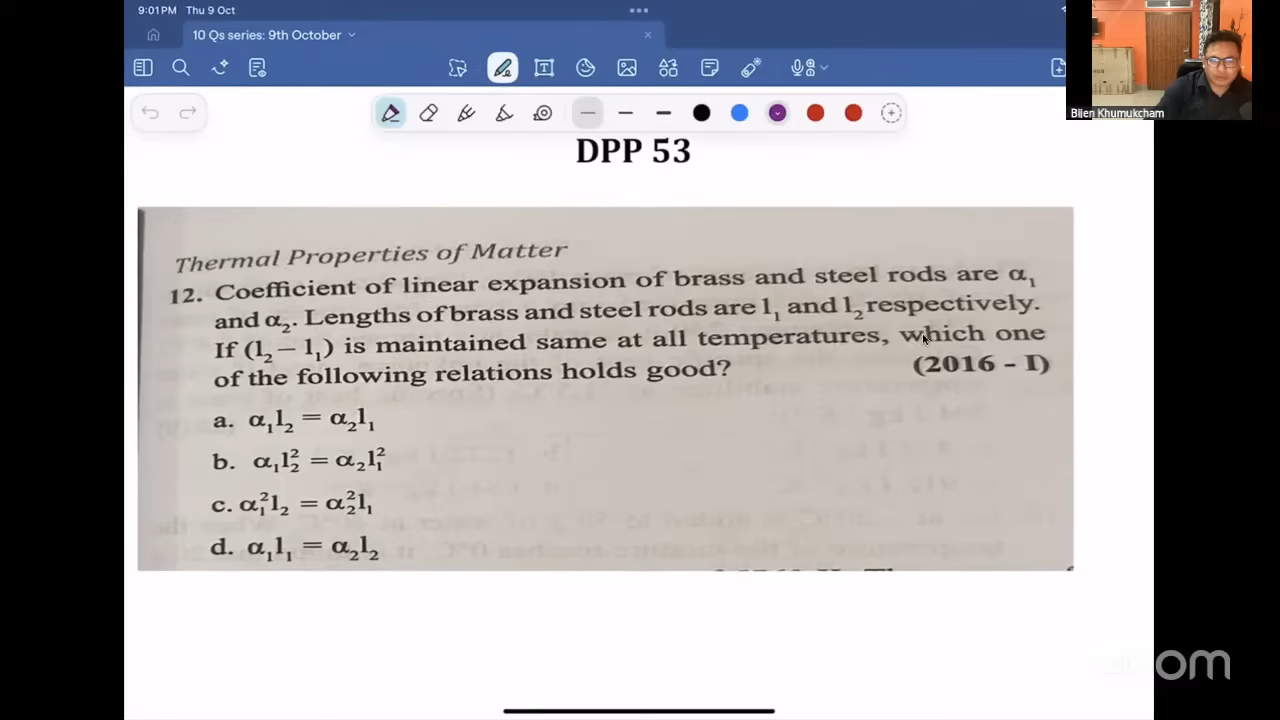 9:01 PM Thu 9 Oct
10 Qs series: 9th October
Bijen Khumukcham
DPP 53
Thermal Properties of Matter
12. Coefficient of linear expansion of brass and steel rods are α₁
and α₂. Lengths of brass and steel rods are l₁ and l₂ respectively.
If (l₂ – l₁) is maintained same at all temperatures, which one
of the following relations holds good? (2016 - I)
a. α₁l₂ = α₂l₁
b. α₁l₂² = α₂l₁²
c. α₁²l₂ = α₂²l₁
d. α₁l₁ = α₂l₂
zoom